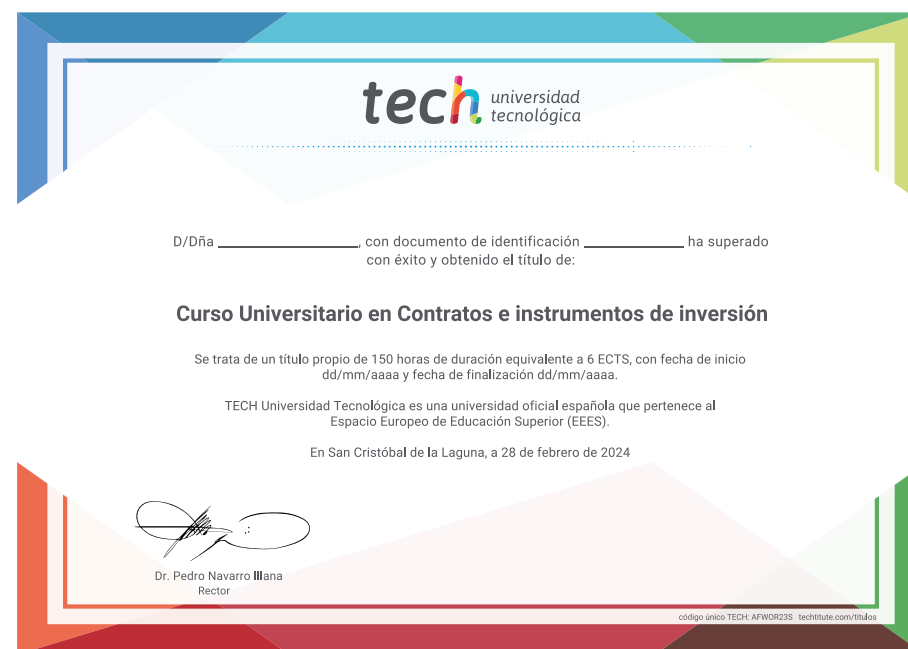 tech universidad
tecnológica
D/Dña ______________, con documento de identificación __________ ha superado
con éxito y obtenido el título de:
Curso Universitario en Contratos e instrumentos de inversión
Se trata de un título propio de 150 horas de duración equivalente a 6 ECTS, con fecha de inicio
dd/mm/aaaa y fecha de finalización dd/mm/aaaa.
TECH Universidad Tecnológica es una universidad oficial española que pertenece al
Espacio Europeo de Educación Superior (EEES).
En San Cristóbal de la Laguna, a 28 de febrero de 2024
Dr. Pedro Navarro Illana
Rector
código único TECH: AFWOR23S techtitute.com/titulos